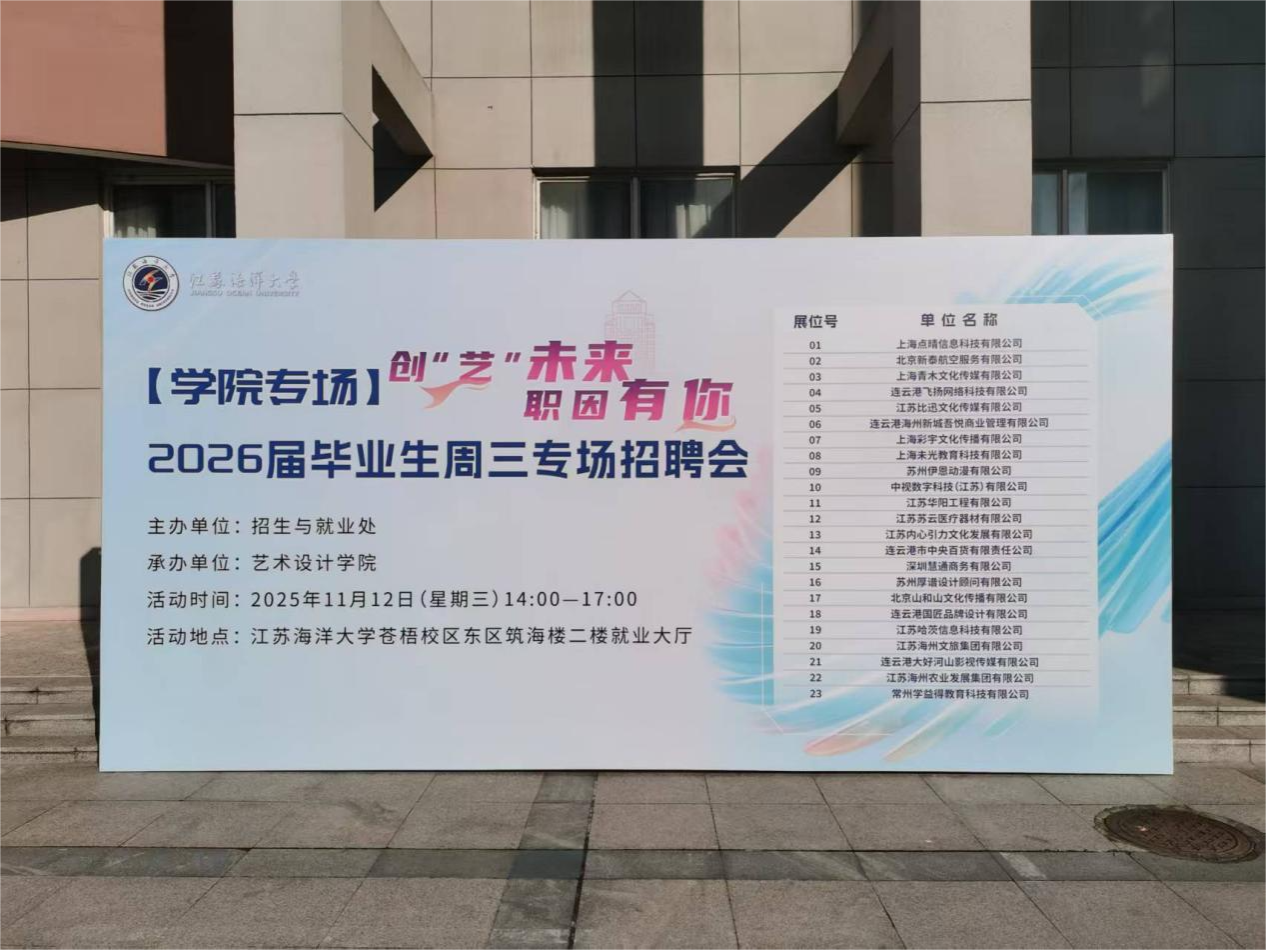 江苏海洋大学
JIANGSU OCEAN UNIVERSITY
【学院专场】创“艺”未来
职因有你
2026届毕业生周三专场招聘会
主办单位：招生与就业处
承办单位：艺术设计学院
活动时间：2025年11月12日(星期三)14:00—17:00
活动地点：江苏海洋大学苍梧校区东区筑海楼二楼就业大厅
展位号 单位名称
01 上海点晴信息科技有限公司
02 北京新泰航空服务有限公司
03 上海青木文化传媒有限公司
04 连云港飞扬网络科技有限公司
05 江苏比迅文化传媒有限公司
06 连云港海州新城吾悦商业管理有限公司
07 上海彩宇文化传播有限公司
08 上海未光教育科技有限公司
09 苏州伊恩动漫有限公司
10 中视数字科技(江苏)有限公司
11 江苏华阳工程有限公司
12 江苏苏云医疗器材有限公司
13 江苏内心引力文化发展有限公司
14 连云港市中央百货有限责任公司
15 深圳慧通商务有限公司
16 苏州厚谱设计顾问有限公司
17 北京山和山文化传播有限公司
18 连云港国匠品牌设计有限公司
19 江苏哈茨信息科技有限公司
20 江苏海州文旅集团有限公司
21 连云港大好河山影视传媒有限公司
22 江苏海州农业发展集团有限公司
23 常州学益得教育科技有限公司